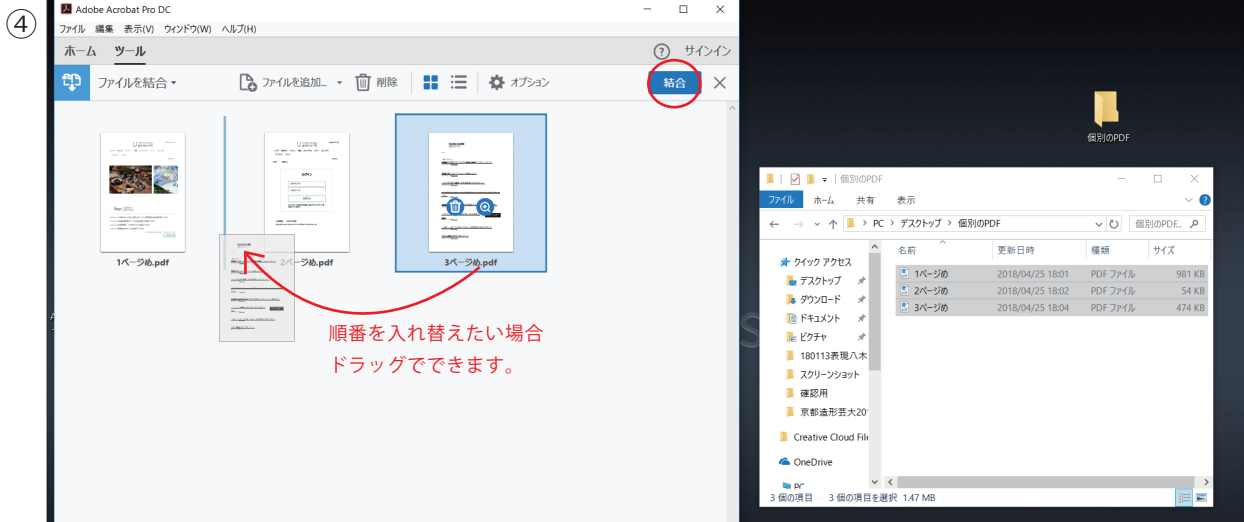 ④
Adobe Acrobat Pro DC
ファイル 編集 表示(V) ウィンドウ(W) ヘルプ(H)
ホーム ツール
サインイン
ファイルを結合
ファイルを追加...
削除
オプション
結合
1ページめ.pdf
2ページめ.pdf
3ページめ.pdf
順番を入れ替えたい場合
ドラッグでできます。
個別のPDF
個別のPDF
ファイル ホーム 共有 表示
PC > デスクトップ > 個別のPDF
個別のPDF...
名前 更新日時 種類 サイズ
クイック アクセス
デスクトップ
ダウンロード
ドキュメント
ピクチャ
180113表現八木
スクリーンショット
確認用
京都造形芸大20
Creative Cloud File
OneDrive
PC
1ページめ 2018/04/25 18:01 PDF ファイル 981 KB
2ページめ 2018/04/25 18:02 PDF ファイル 54 KB
3ページめ 2018/04/25 18:04 PDF ファイル 474 KB
3 個の項目 3 個の項目を選択 1.47 MB